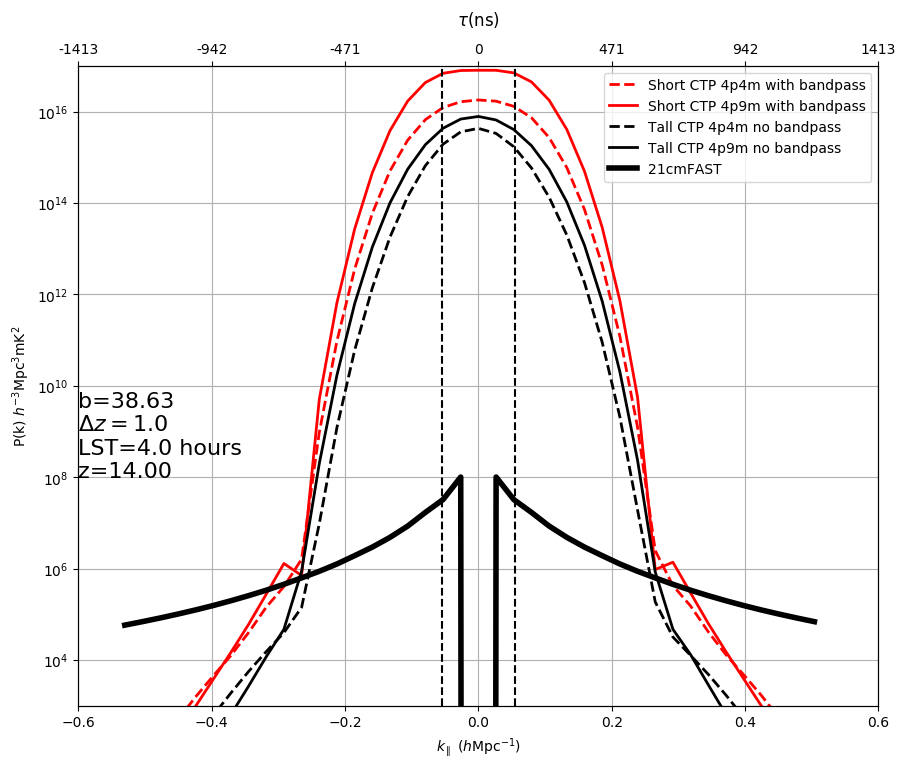 τ(ns)
-1413 -942 -471 0 471 942 1413
Short CTP 4p4m with bandpass
Short CTP 4p9m with bandpass
Tall CTP 4p4m no bandpass
Tall CTP 4p9m no bandpass
21cmFAST
10^16
10^14
10^12
10^10
10^8
10^6
10^4
P(k) h^−3Mpc^3mK^2
b=38.63
Δz = 1.0
LST=4.0 hours
z=14.00
−0.6 −0.4 −0.2 0.0 0.2 0.4 0.6
k_∥ (hMpc^−1)